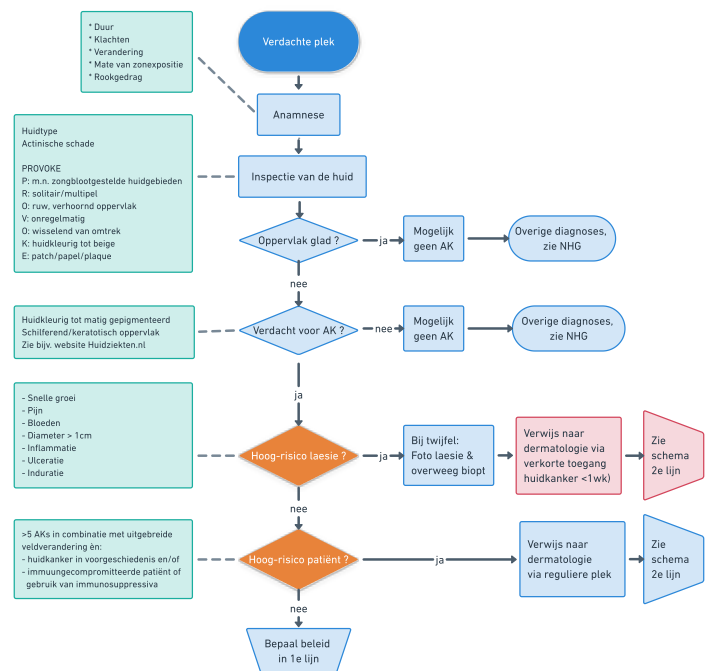 * Duur
* Klachten
* Verandering
* Mate van zonexpositie
* Rookgedrag
Verdachte plek
Anamnese
Huidtype
Actinische schade
PROVOKE
P: m.n. zongblootgestelde huidgebieden
R: solitair/multipel
O: ruw, verhoornd oppervlak
V: onregelmatig
O: wisselend van omtrek
K: huidkleurig tot beige
E: patch/papel/plaque
Inspectie van de huid
Oppervlak glad ?
ja
Mogelijk
geen AK
Overige diagnoses,
zie NHG
nee
Huidkleurig tot matig gepigmenteerd
Schilferend/keratotisch oppervlak
Zie bijv. website Huidziekten.nl
Verdacht voor AK ?
nee
Mogelijk
geen AK
Overige diagnoses,
zie NHG
ja
- Snelle groei
- Pijn
- Bloeden
- Diameter > 1cm
- Inflammatie
- Ulceratie
- Induratie
Hoog-risico laesie ?
ja
Bij twijfel:
Foto laesie &
overweeg biopt
Verwijs naar
dermatologie via
verkorte toegang
huidkanker <1wk)
Zie
schema
2e lijn
nee
>5 AKs in combinatie met uitgebreide
veldverandering èn:
- huidkanker in voorgeschiedenis en/of
- immuungecompromitteerde patiënt of
gebruik van immunosuppressiva
Hoog-risico patiënt ?
ja
Verwijs naar
dermatologie
via reguliere plek
Zie
schema
2e lijn
nee
Bepaal beleid
in 1e lijn